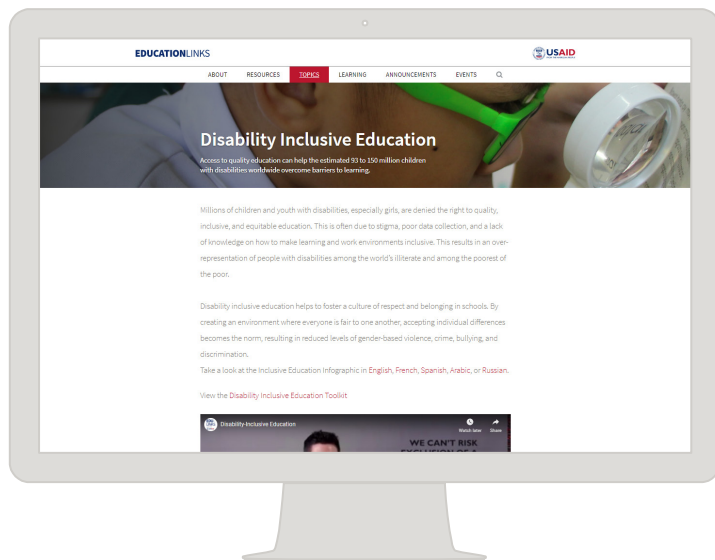 EDUCATIONLINKS
USAID
ABOUT RESOURCES TOPICS LEARNING ANNOUNCEMENTS EVENTS
Disability Inclusive Education
Access to quality education can help the estimated 93 to 150 million children
with disabilities worldwide overcome barriers to learning.
Millions of children and youth with disabilities, especially girls, are denied the right to quality,
inclusive, and equitable education. This is often due to stigma, poor data collection, and a lack
of knowledge on how to make learning and work environments inclusive. This results in an over-
representation of people with disabilities among the world's illiterate and among the poorest of
the poor.
Disability inclusive education helps to foster a culture of respect and belonging in schools. By
creating an environment where everyone is fair to one another, accepting individual differences
becomes the norm, resulting in reduced levels of gender-based violence, crime, bullying, and
discrimination.
Take a look at the Inclusive Education Infographic in English, French, Spanish, Arabic, or Russian.
View the Disability Inclusive Education Toolkit
Disability-Inclusive Education
Watch later Share
WE CAN'T RISK
EXCLUSION OF A